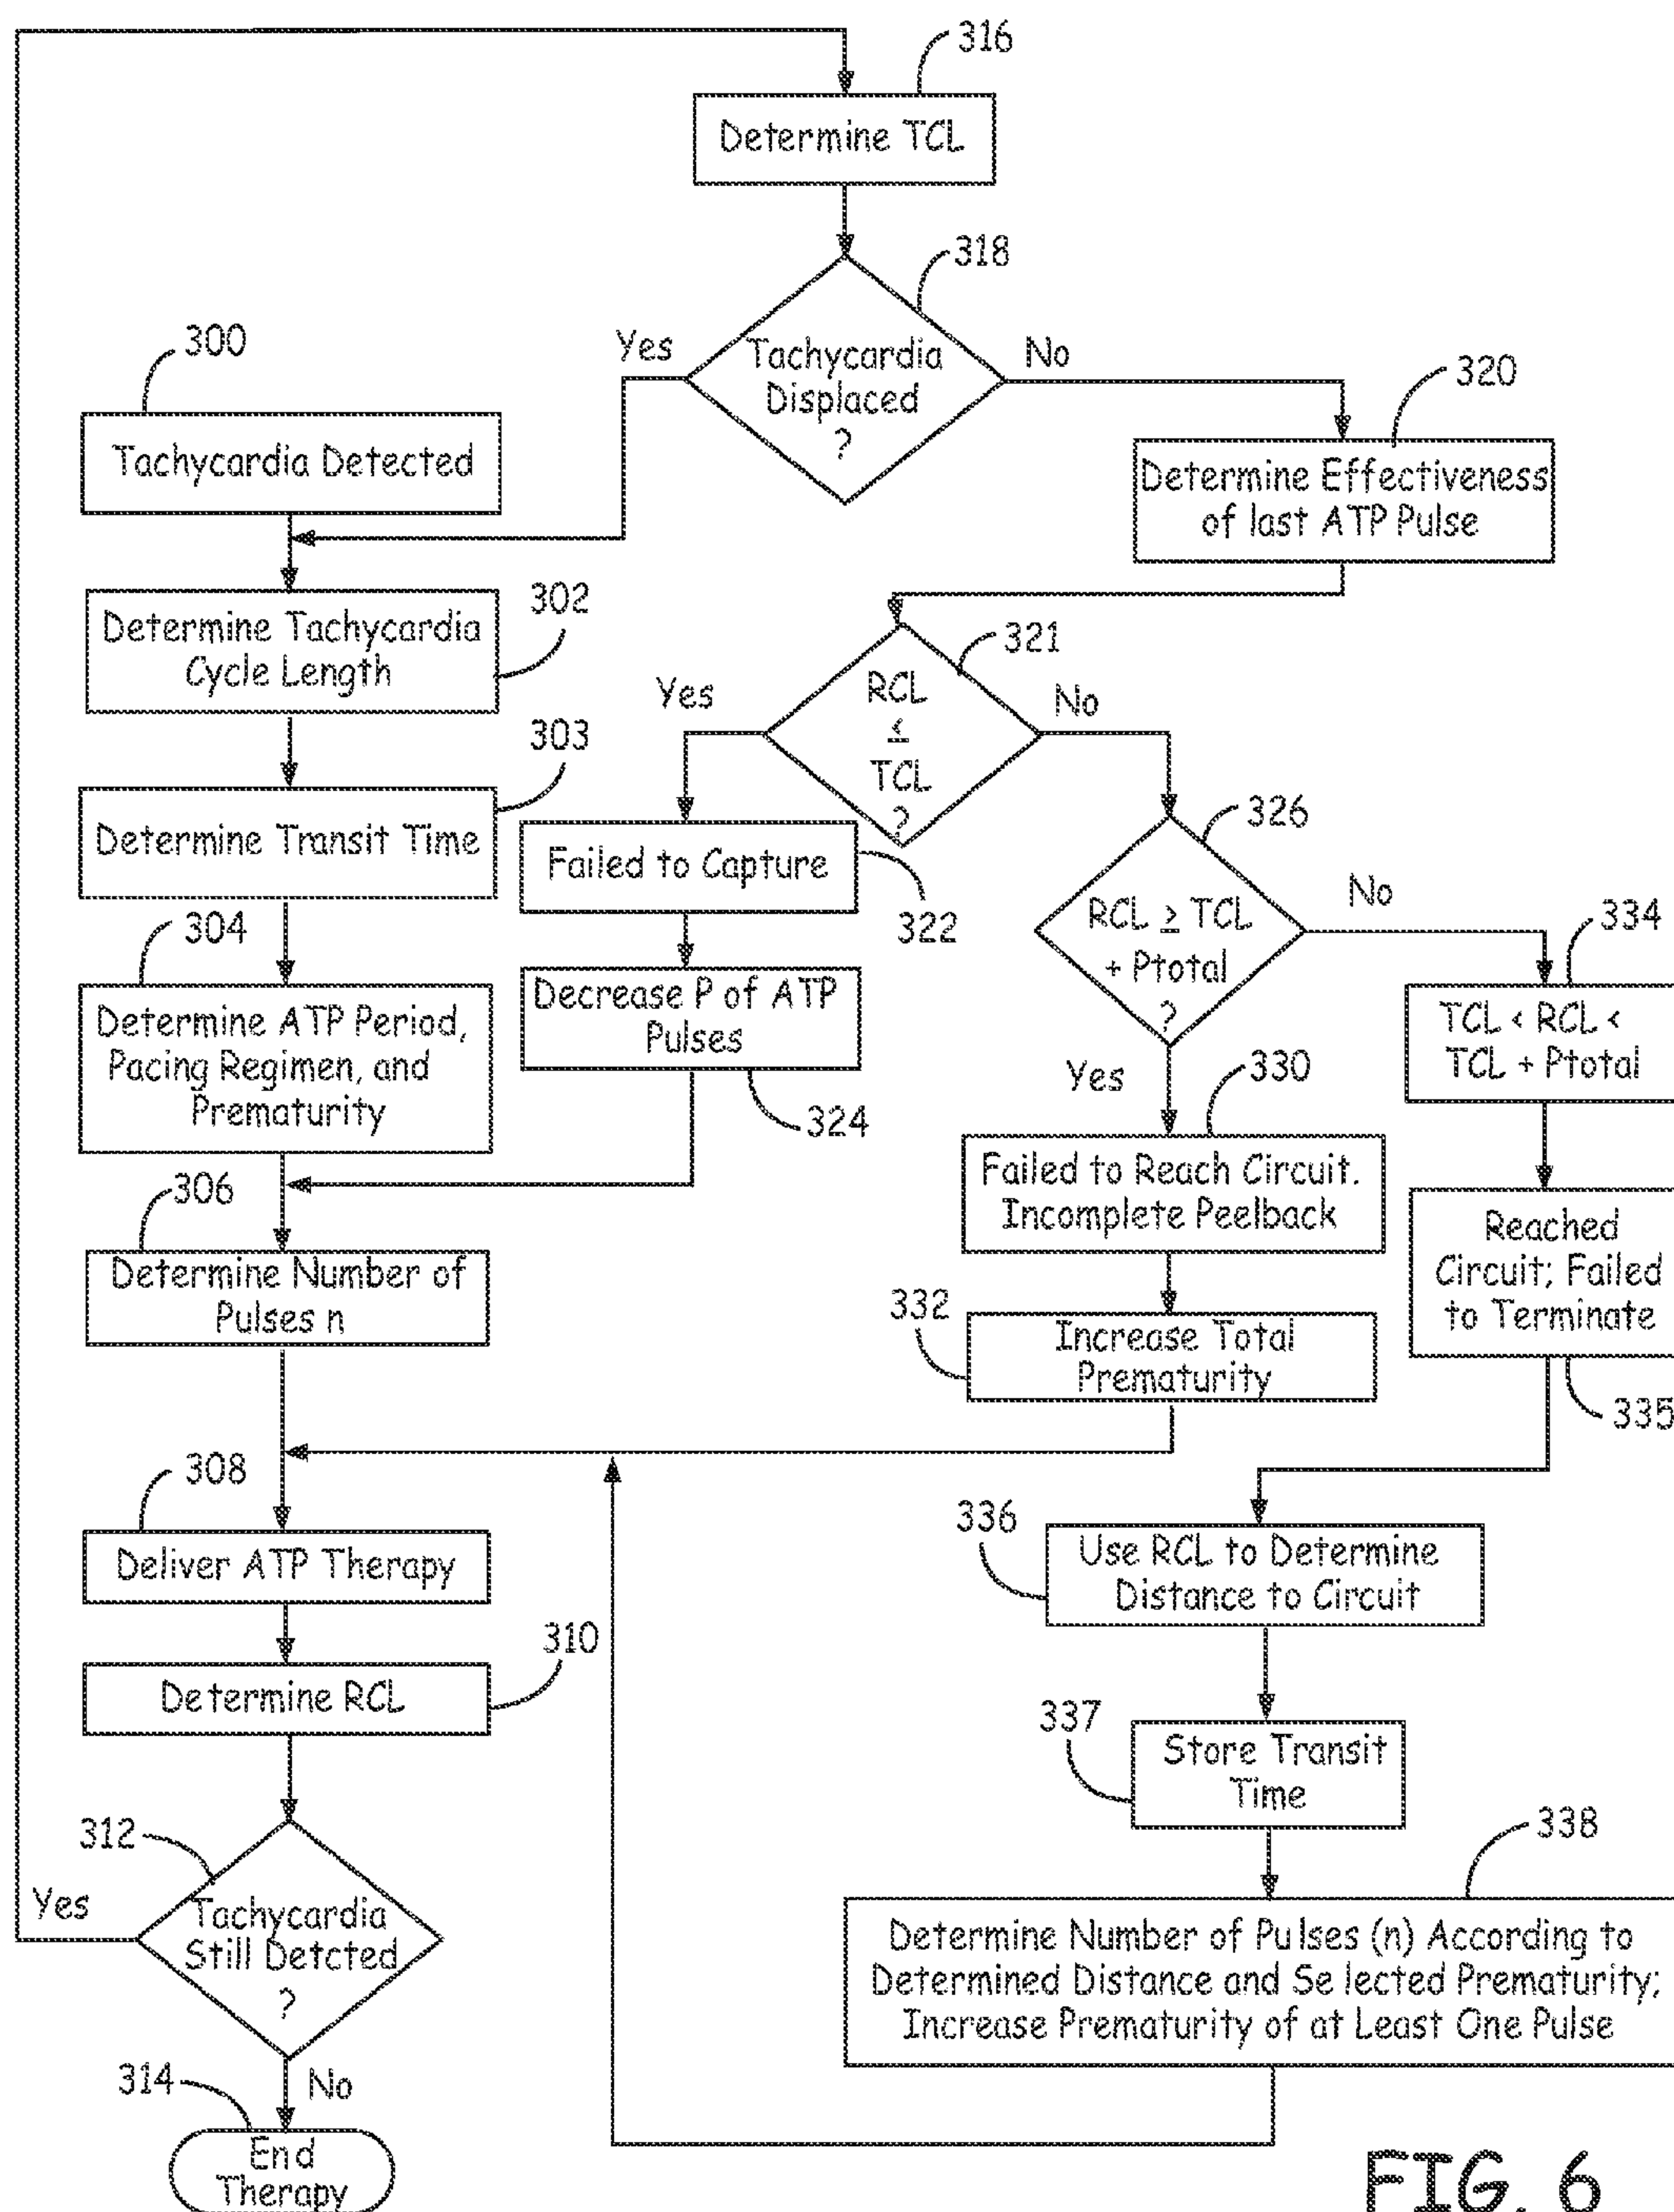 316
Determine TCL
318
Tachycardia
Displaced
?
Yes
No
300
Tachycardia Detected
320
Determine Effectiveness
of last ATP Pulse
302
Determine Tachycardia
Cycle Length
321
RCL
≤
TCL
?
Yes
No
303
Determine Transit Time
322
Failed to Capture
326
RCL ≥ TCL
+ Ptotal
?
No
Yes
304
Determine ATP Period,
Pacing Regimen, and
Prematurity
Decrease P of ATP
Pulses
324
334
TCL < RCL <
TCL + Ptotal
330
Failed to Reach Circuit.
Incomplete Peelback
306
Determine Number of
Pulses n
Reached
Circuit; Failed
to Terminate
335
332
Increase Total
Prematurity
308
Deliver ATP Therapy
336
Use RCL to Determine
Distance to Circuit
310
Determine RCL
337
Store Transit
Time
312
Tachycardia
Still Detcted
?
Yes
No
338
Determine Number of Pulses (n) According to
Determined Distance and Selected Prematurity;
Increase Prematurity of at Least One Pulse
314
End
Therapy
FIG. 6